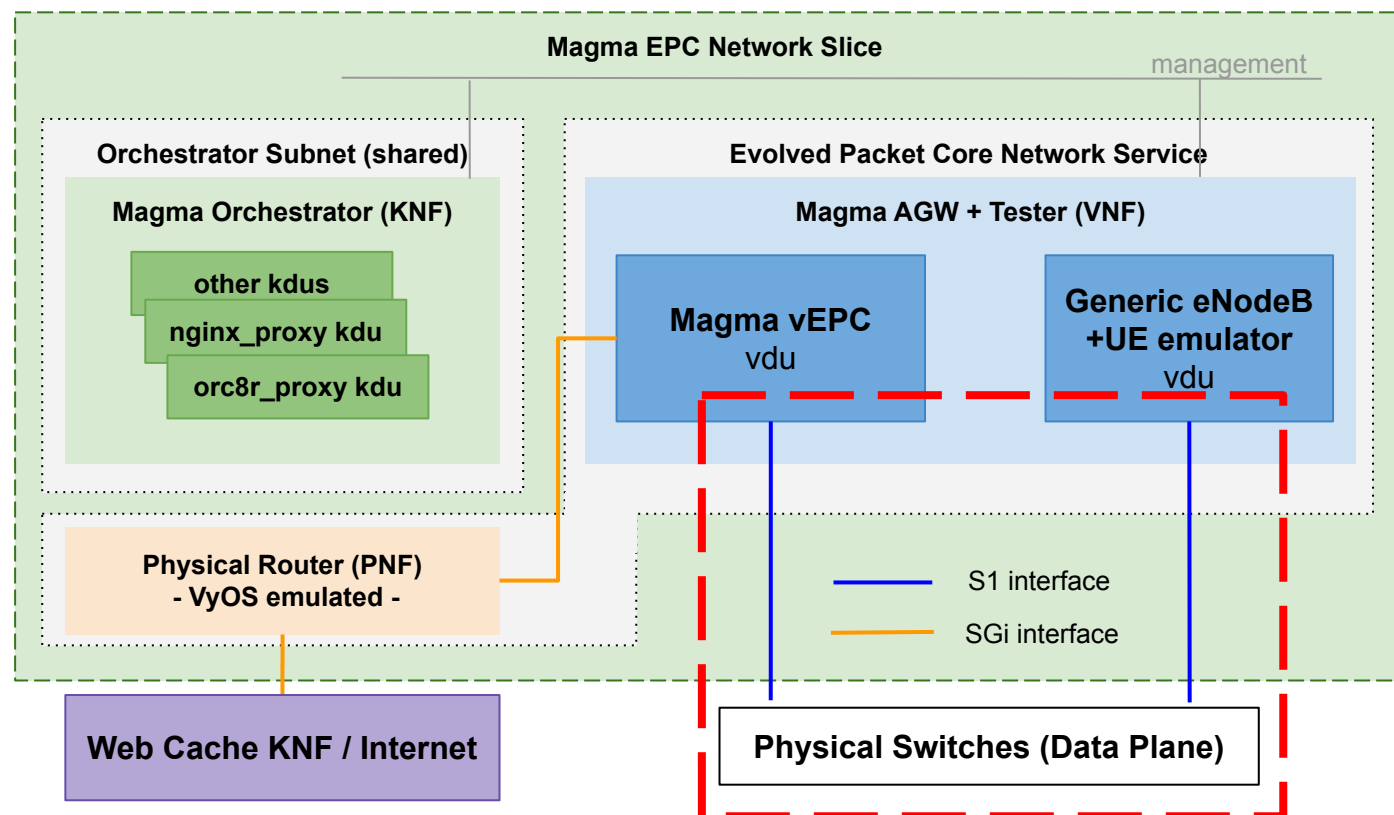 Magma EPC Network Slice
management
Orchestrator Subnet (shared)
Magma Orchestrator (KNF)
other kdus
nginx_proxy kdu
orc8r_proxy kdu
Evolved Packet Core Network Service
Magma AGW + Tester (VNF)
Magma vEPC
vdu
Generic eNodeB
+UE emulator
vdu
Physical Router (PNF)
- VyOS emulated -
S1 interface
SGi interface
Web Cache KNF / Internet
Physical Switches (Data Plane)